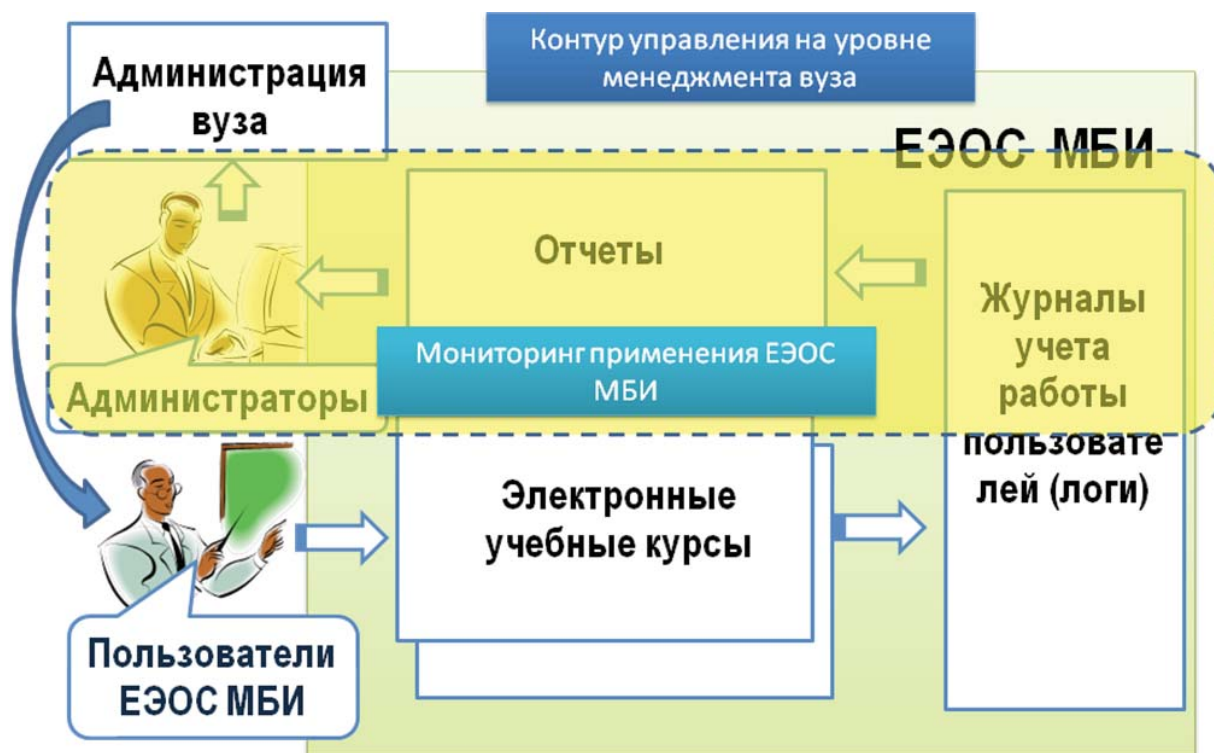 Контур управления на уровне
менеджмента вуза
Администрация
вуза
ЕЭОС МБИ
Отчеты
Журналы
учета
работы
пользовате
лей (логи)
Мониторинг применения ЕЭОС
МБИ
Администраторы
Электронные
учебные курсы
Пользователи
ЕЭОС МБИ